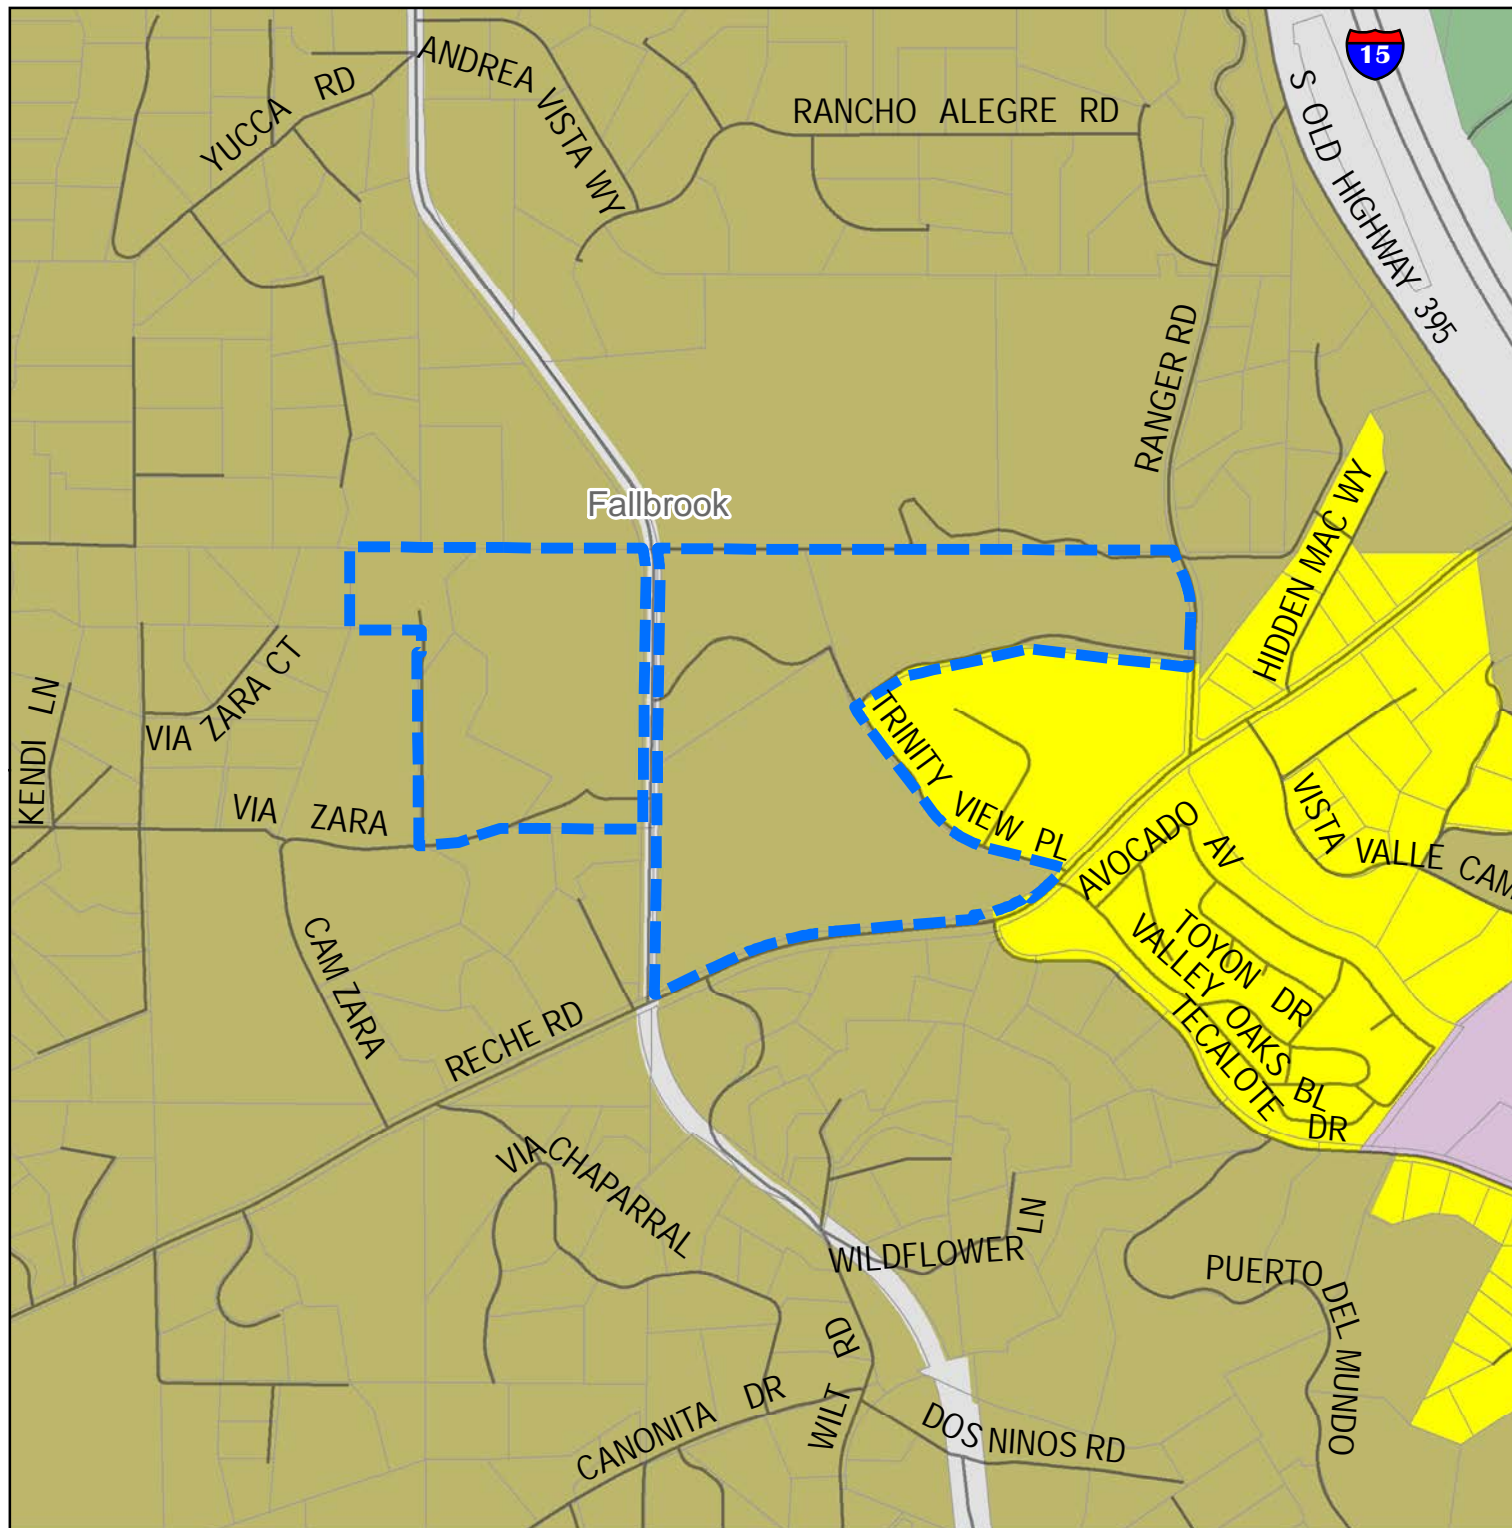 15
ANDREA VISTA WY
YUCCA RD
RANCHO ALEGRE RD
S OLD HIGHWAY 395
RANGER RD
Fallbrook
HIDDEN MAC WY
VIA ZARA CT
KENDI LN
VIA ZARA
TRINITY VIEW PL
VISTA VALLE CAM
AVOCADO AV
TOYON DR
VALLEY OAKS BL
TECALOTE DR
CAM ZARA
RECHE RD
VIA CHAPARRAL
WILDFLOWER LN
PUERTO DEL MUNDO
WILT RD
CANONITA DR
DOS NINOS RD